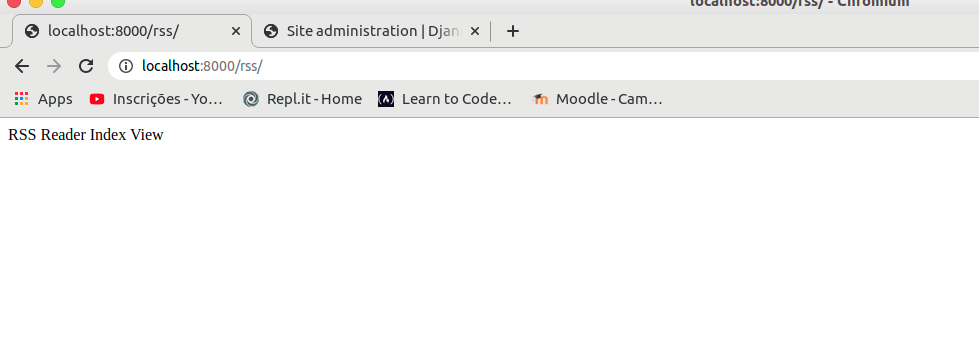 localhost:8000/rss/ - Chromium
localhost:8000/rss/ Site administration | Djan
localhost:8000/rss/
Apps Inscrições - Yo… Repl.it - Home Learn to Code… Moodle - Cam…
RSS Reader Index View